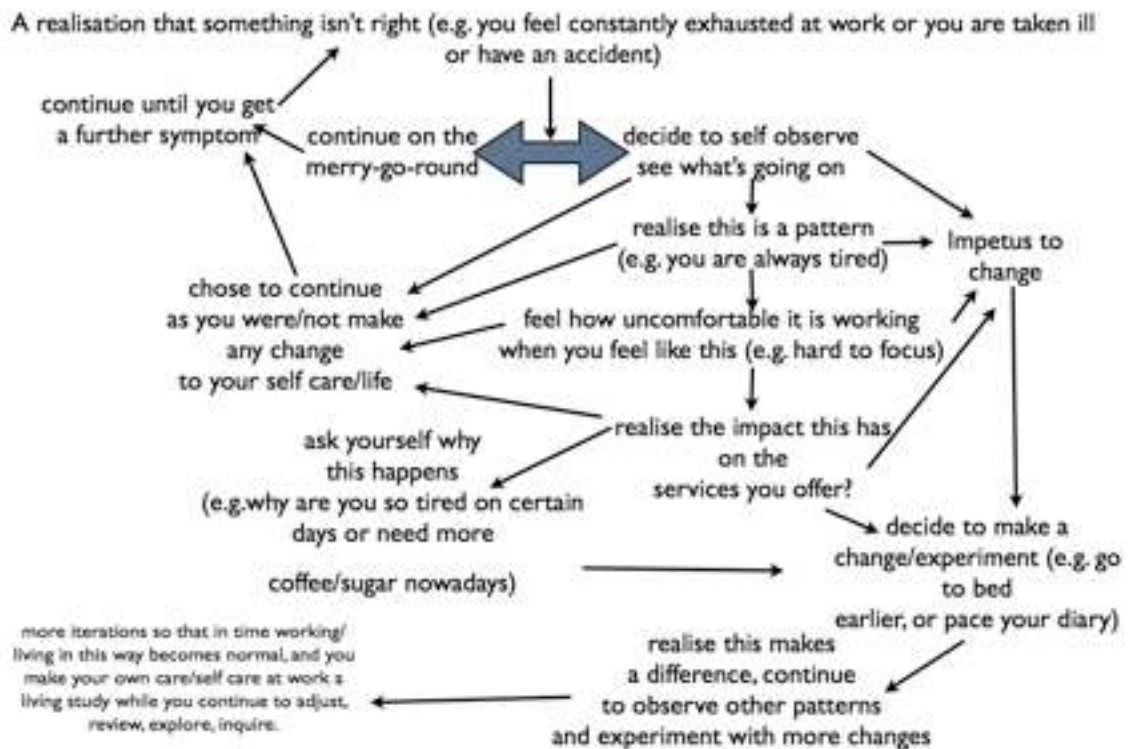 A realisation that something isn't right (e.g. you feel constantly exhausted at work or you are taken ill
or have an accident)
continue until you get
a further symptom
continue on the
merry-go-round
decide to self observe
see what's going on
realise this is a pattern
(e.g. you are always tired)
Impetus to
change
chose to continue
as you were/not make
any change
to your self care/life
feel how uncomfortable it is working
when you feel like this (e.g. hard to focus)
realise the impact this has
on the
services you offer?
ask yourself why
this happens
(e.g.why are you so tired on certain
days or need more
coffee/sugar nowadays)
decide to make a
change/experiment (e.g. go
to bed
earlier, or pace your diary)
realise this makes
a difference, continue
to observe other patterns
and experiment with more changes
more iterations so that in time working/
living in this way becomes normal, and you
make your own care/self care at work a
living study while you continue to adjust,
review, explore, inquire.